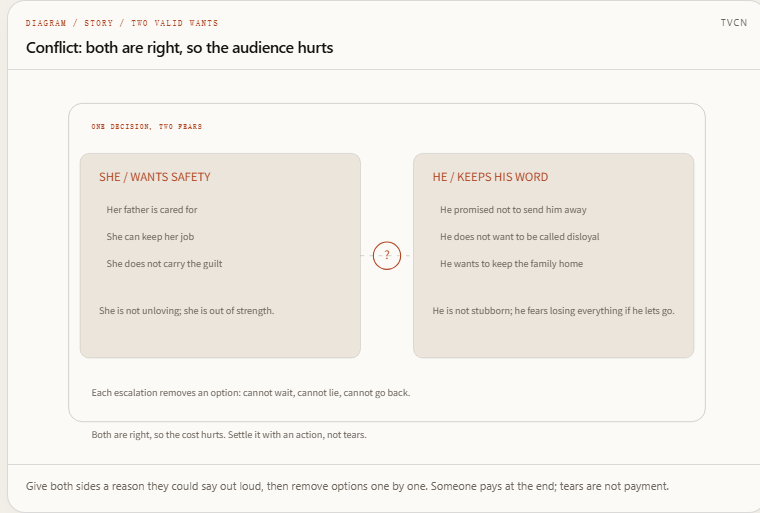 DIAGRAM / STORY / TWO VALID WANTS
TVCN
Conflict: both are right, so the audience hurts
ONE DECISION, TWO FEARS
SHE / WANTS SAFETY
Her father is cared for
She can keep her job
She does not carry the guilt
She is not unloving; she is out of strength.
?
HE / KEEPS HIS WORD
He promised not to send him away
He does not want to be called disloyal
He wants to keep the family home
He is not stubborn; he fears losing everything if he lets go.
Each escalation removes an option: cannot wait, cannot lie, cannot go back.
Both are right, so the cost hurts. Settle it with an action, not tears.
Give both sides a reason they could say out loud, then remove options one by one. Someone pays at the end; tears are not payment.